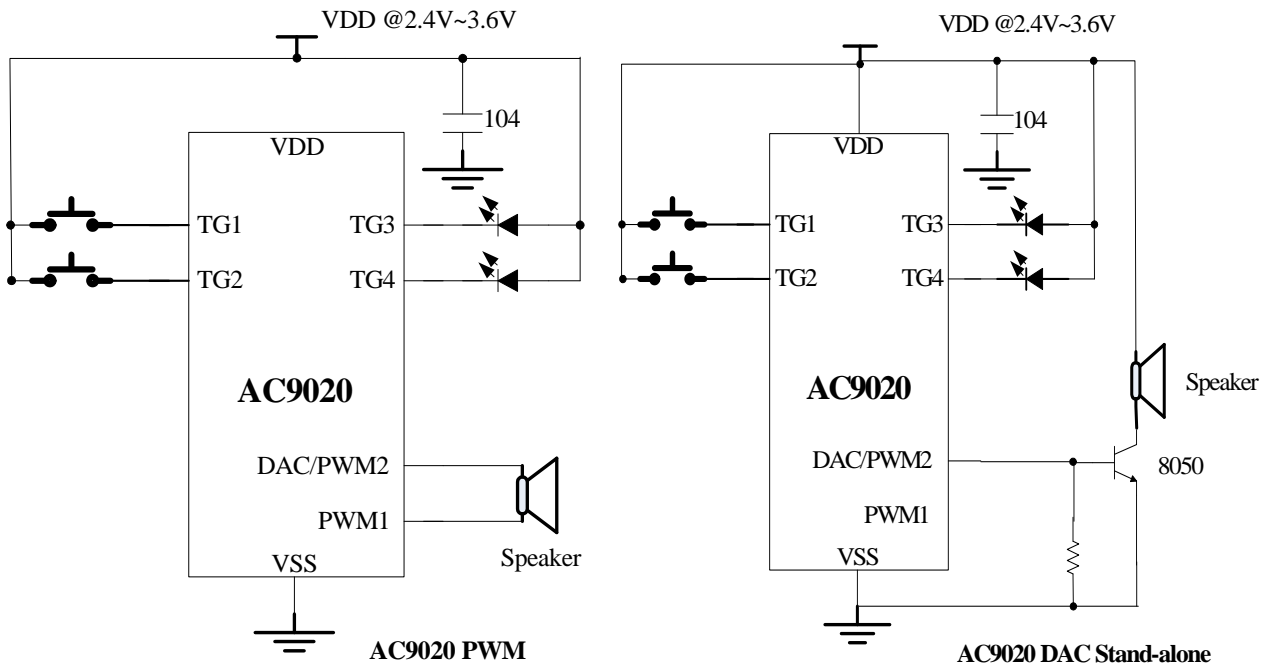 VDD @2.4V~3.6V
104
VDD
TG1
TG3
TG2
TG4
AC9020
DAC/PWM2
PWM1
VSS
Speaker
AC9020 PWM
VDD @2.4V~3.6V
104
VDD
TG1
TG3
TG2
TG4
AC9020
Speaker
DAC/PWM2
8050
PWM1
VSS
AC9020 DAC Stand-alone